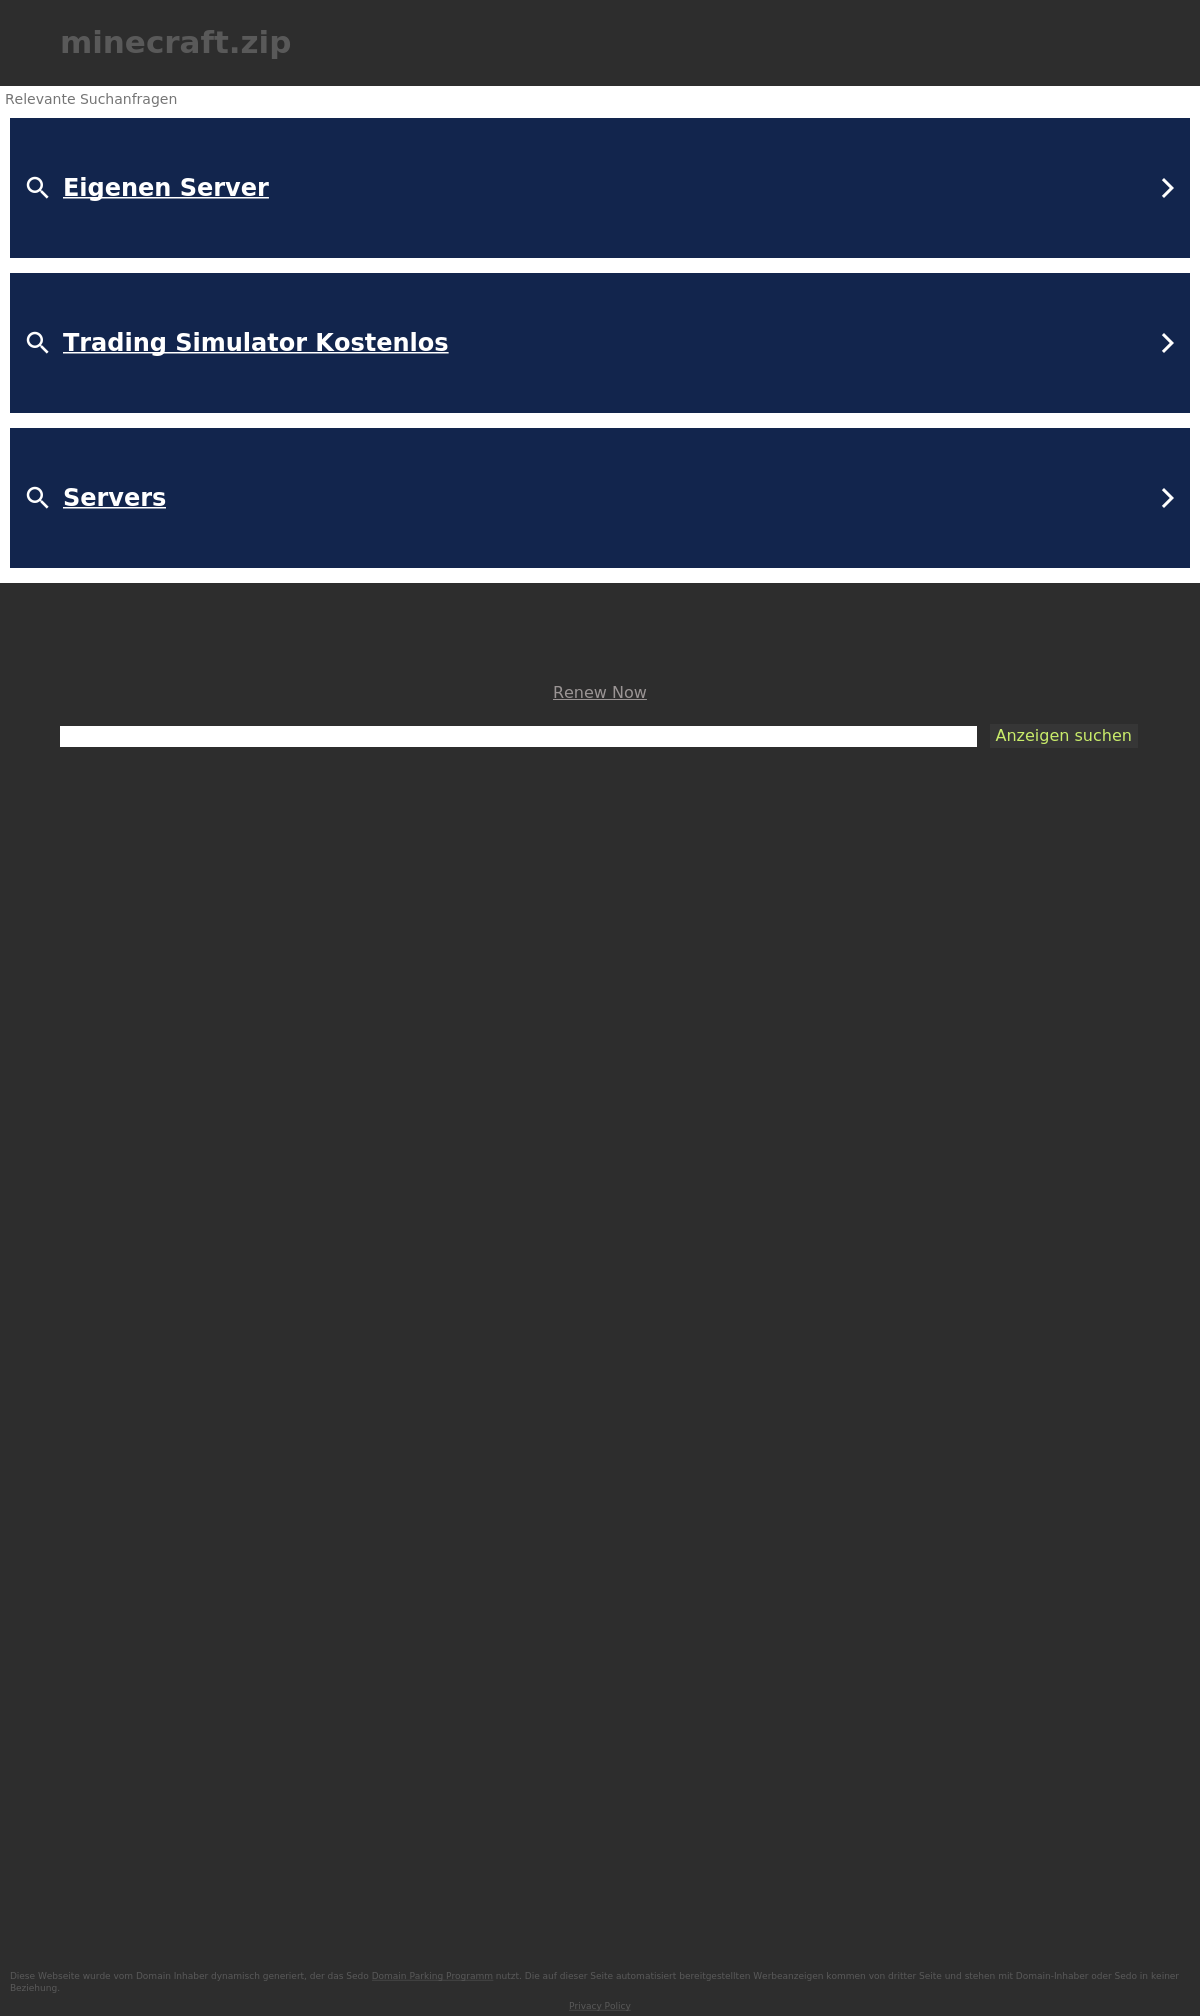 minecraft.zip
Relevante Suchanfragen
Eigenen Server
Trading Simulator Kostenlos
Servers
Renew Now
Anzeigen suchen
Diese Webseite wurde vom Domain Inhaber dynamisch generiert, der das Sedo Domain Parking Programm nutzt. Die auf dieser Seite automatisiert bereitgestellten Werbeanzeigen kommen von dritter Seite und stehen mit Domain-Inhaber oder Sedo in keiner
Beziehung.
Privacy Policy